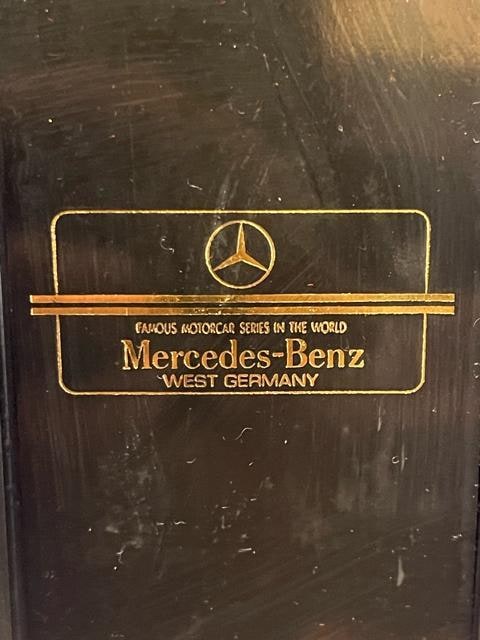 FAMOUS MOTORCAR SERIES IN THE WORLD
Mercedes-Benz
WEST GERMANY